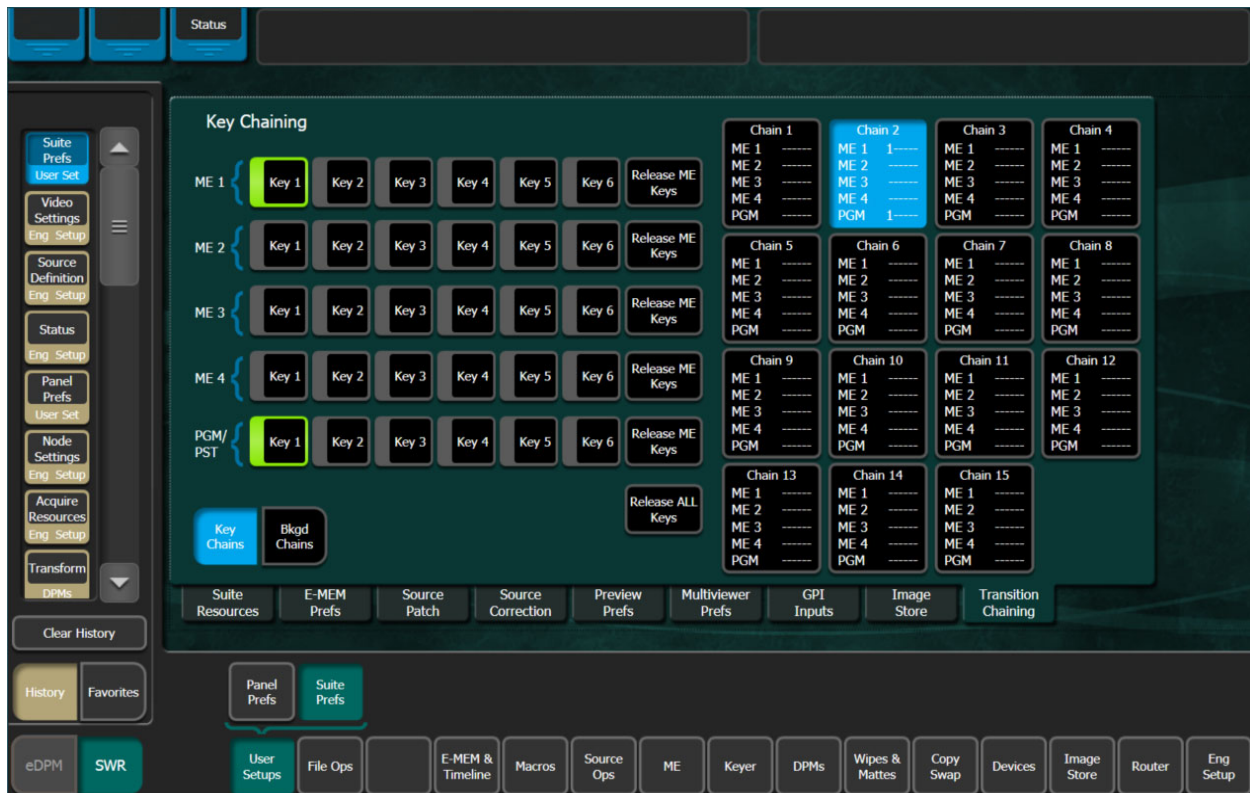 Status
Key Chaining
ME 1 Key 1 Key 2 Key 3 Key 4 Key 5 Key 6 Release ME Keys
ME 2 Key 1 Key 2 Key 3 Key 4 Key 5 Key 6 Release ME Keys
ME 3 Key 1 Key 2 Key 3 Key 4 Key 5 Key 6 Release ME Keys
ME 4 Key 1 Key 2 Key 3 Key 4 Key 5 Key 6 Release ME Keys
PGM/PST Key 1 Key 2 Key 3 Key 4 Key 5 Key 6 Release ME Keys
Release ALL Keys
Key Chains
Bkgd Chains
Chain 1
ME 1 ------
ME 2 ------
ME 3 ------
ME 4 ------
PGM ------
Chain 2
ME 1 1-----
ME 2 ------
ME 3 ------
ME 4 ------
PGM 1-----
Chain 3
ME 1 ------
ME 2 ------
ME 3 ------
ME 4 ------
PGM ------
Chain 4
ME 1 ------
ME 2 ------
ME 3 ------
ME 4 ------
PGM ------
Chain 5
ME 1 ------
ME 2 ------
ME 3 ------
ME 4 ------
PGM ------
Chain 6
ME 1 ------
ME 2 ------
ME 3 ------
ME 4 ------
PGM ------
Chain 7
ME 1 ------
ME 2 ------
ME 3 ------
ME 4 ------
PGM ------
Chain 8
ME 1 ------
ME 2 ------
ME 3 ------
ME 4 ------
PGM ------
Chain 9
ME 1 ------
ME 2 ------
ME 3 ------
ME 4 ------
PGM ------
Chain 10
ME 1 ------
ME 2 ------
ME 3 ------
ME 4 ------
PGM ------
Chain 11
ME 1 ------
ME 2 ------
ME 3 ------
ME 4 ------
PGM ------
Chain 12
ME 1 ------
ME 2 ------
ME 3 ------
ME 4 ------
PGM ------
Chain 13
ME 1 ------
ME 2 ------
ME 3 ------
ME 4 ------
PGM ------
Chain 14
ME 1 ------
ME 2 ------
ME 3 ------
ME 4 ------
PGM ------
Chain 15
ME 1 ------
ME 2 ------
ME 3 ------
ME 4 ------
PGM ------
Suite Prefs
User Set
Video Settings
Eng Setup
Source Definition
Eng Setup
Status
Eng Setup
Panel Prefs
User Set
Node Settings
Eng Setup
Acquire Resources
Eng Setup
Transform
DPMs
Clear History
History
Favorites
Suite Resources
E-MEM Prefs
Source Patch
Source Correction
Preview Prefs
Multiviewer Prefs
GPI Inputs
Image Store
Transition Chaining
Panel Prefs
Suite Prefs
eDPM
SWR
User Setups
File Ops
E-MEM & Timeline
Macros
Source Ops
ME
Keyer
DPMs
Wipes & Mattes
Copy Swap
Devices
Image Store
Router
Eng Setup